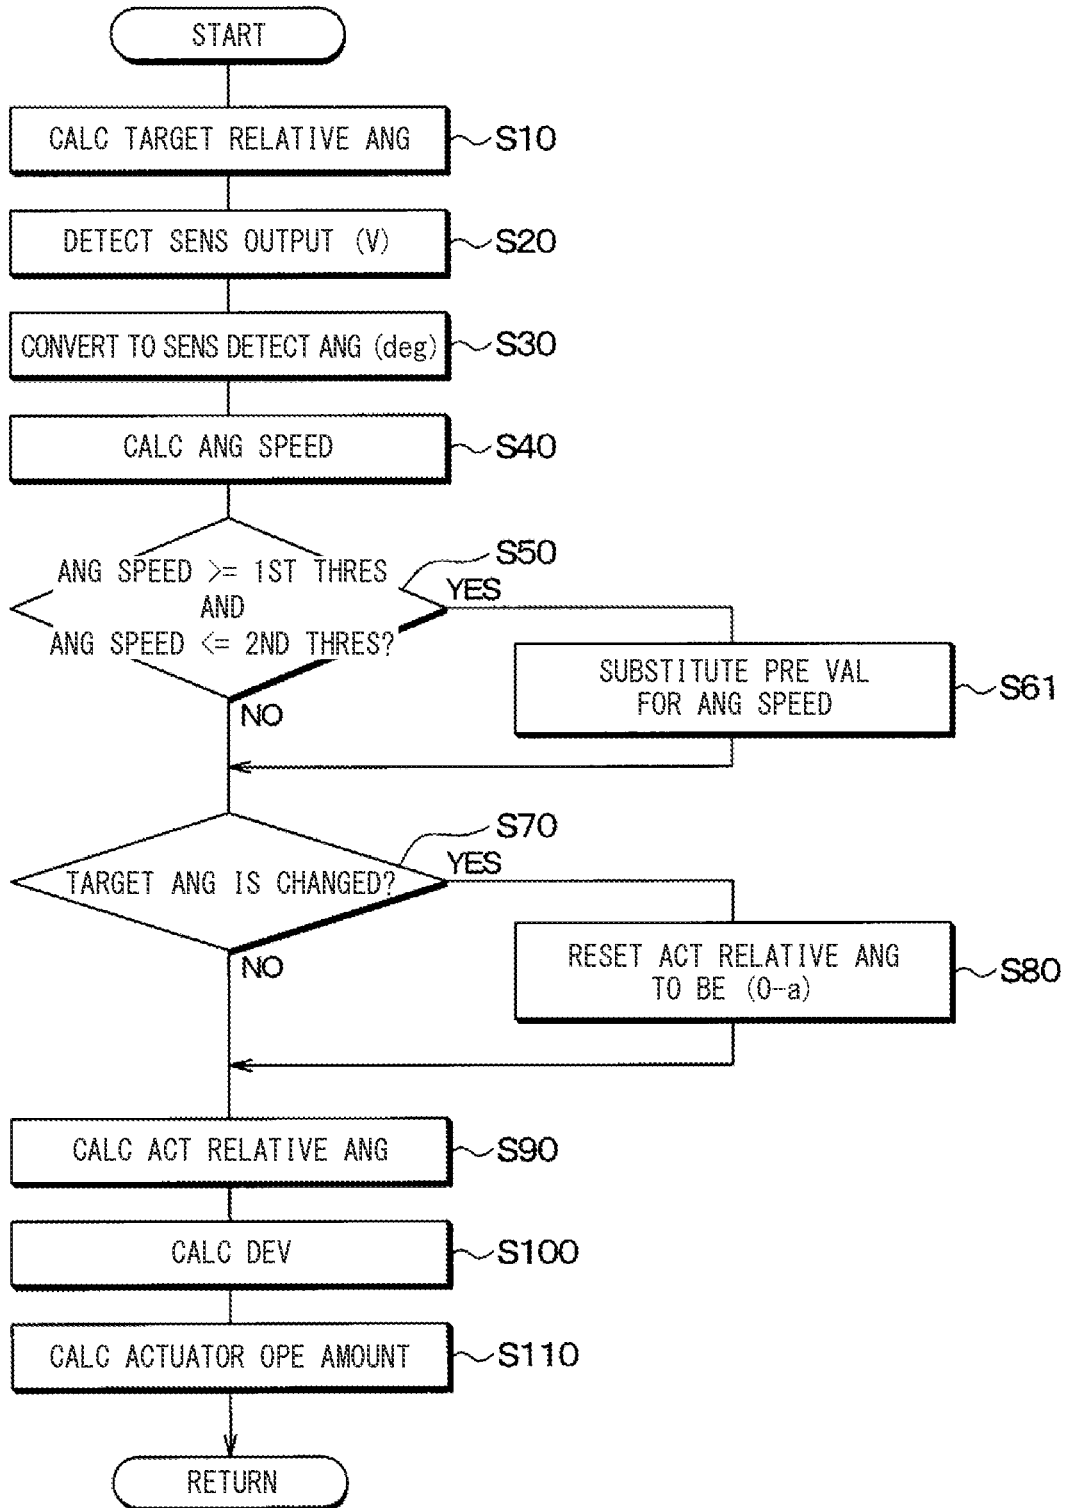 START
CALC TARGET RELATIVE ANG
S10
DETECT SENS OUTPUT (V)
S20
CONVERT TO SENS DETECT ANG (deg)
S30
CALC ANG SPEED
S40
ANG SPEED >= 1ST THRES
AND
ANG SPEED <= 2ND THRES?
S50
YES
NO
SUBSTITUTE PRE VAL
FOR ANG SPEED
S61
TARGET ANG IS CHANGED?
S70
YES
NO
RESET ACT RELATIVE ANG
TO BE (0-a)
S80
CALC ACT RELATIVE ANG
S90
CALC DEV
S100
CALC ACTUATOR OPE AMOUNT
S110
RETURN